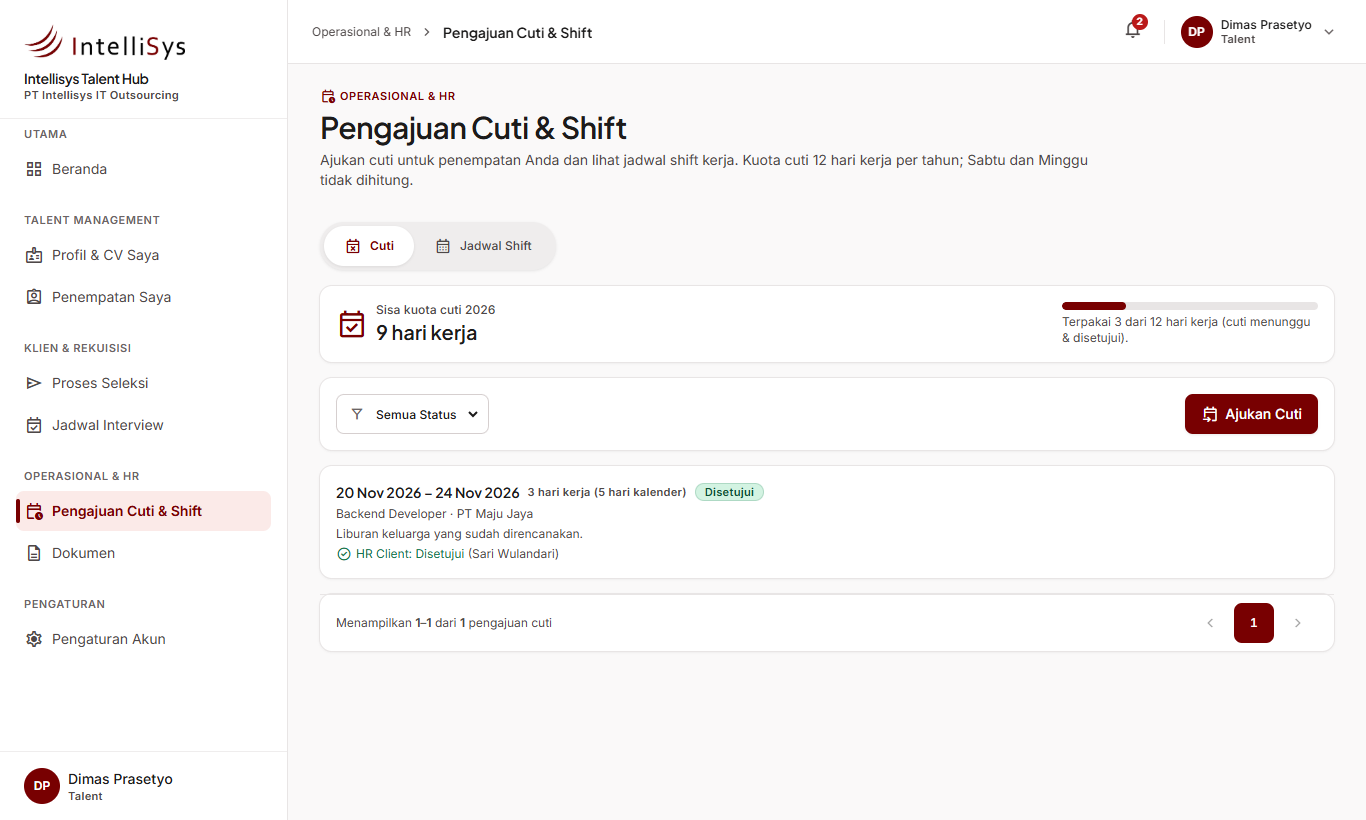 IntelliSys
Intellisys Talent Hub
PT Intellisys IT Outsourcing
UTAMA
Beranda
TALENT MANAGEMENT
Profil & CV Saya
Penempatan Saya
KLIEN & REKUISISI
Proses Seleksi
Jadwal Interview
OPERASIONAL & HR
Pengajuan Cuti & Shift
Dokumen
PENGATURAN
Pengaturan Akun
DP
Dimas Prasetyo
Talent
Operasional & HR
Pengajuan Cuti & Shift
2
DP
Dimas Prasetyo
Talent
OPERASIONAL & HR
Pengajuan Cuti & Shift
Ajukan cuti untuk penempatan Anda dan lihat jadwal shift kerja. Kuota cuti 12 hari kerja per tahun; Sabtu dan Minggu
tidak dihitung.
Cuti
Jadwal Shift
Sisa kuota cuti 2026
9 hari kerja
Terpakai 3 dari 12 hari kerja (cuti menunggu
& disetujui).
Semua Status
Ajukan Cuti
20 Nov 2026 – 24 Nov 2026 3 hari kerja (5 hari kalender) Disetujui
Backend Developer · PT Maju Jaya
Liburan keluarga yang sudah direncanakan.
HR Client: Disetujui (Sari Wulandari)
Menampilkan 1–1 dari 1 pengajuan cuti
1